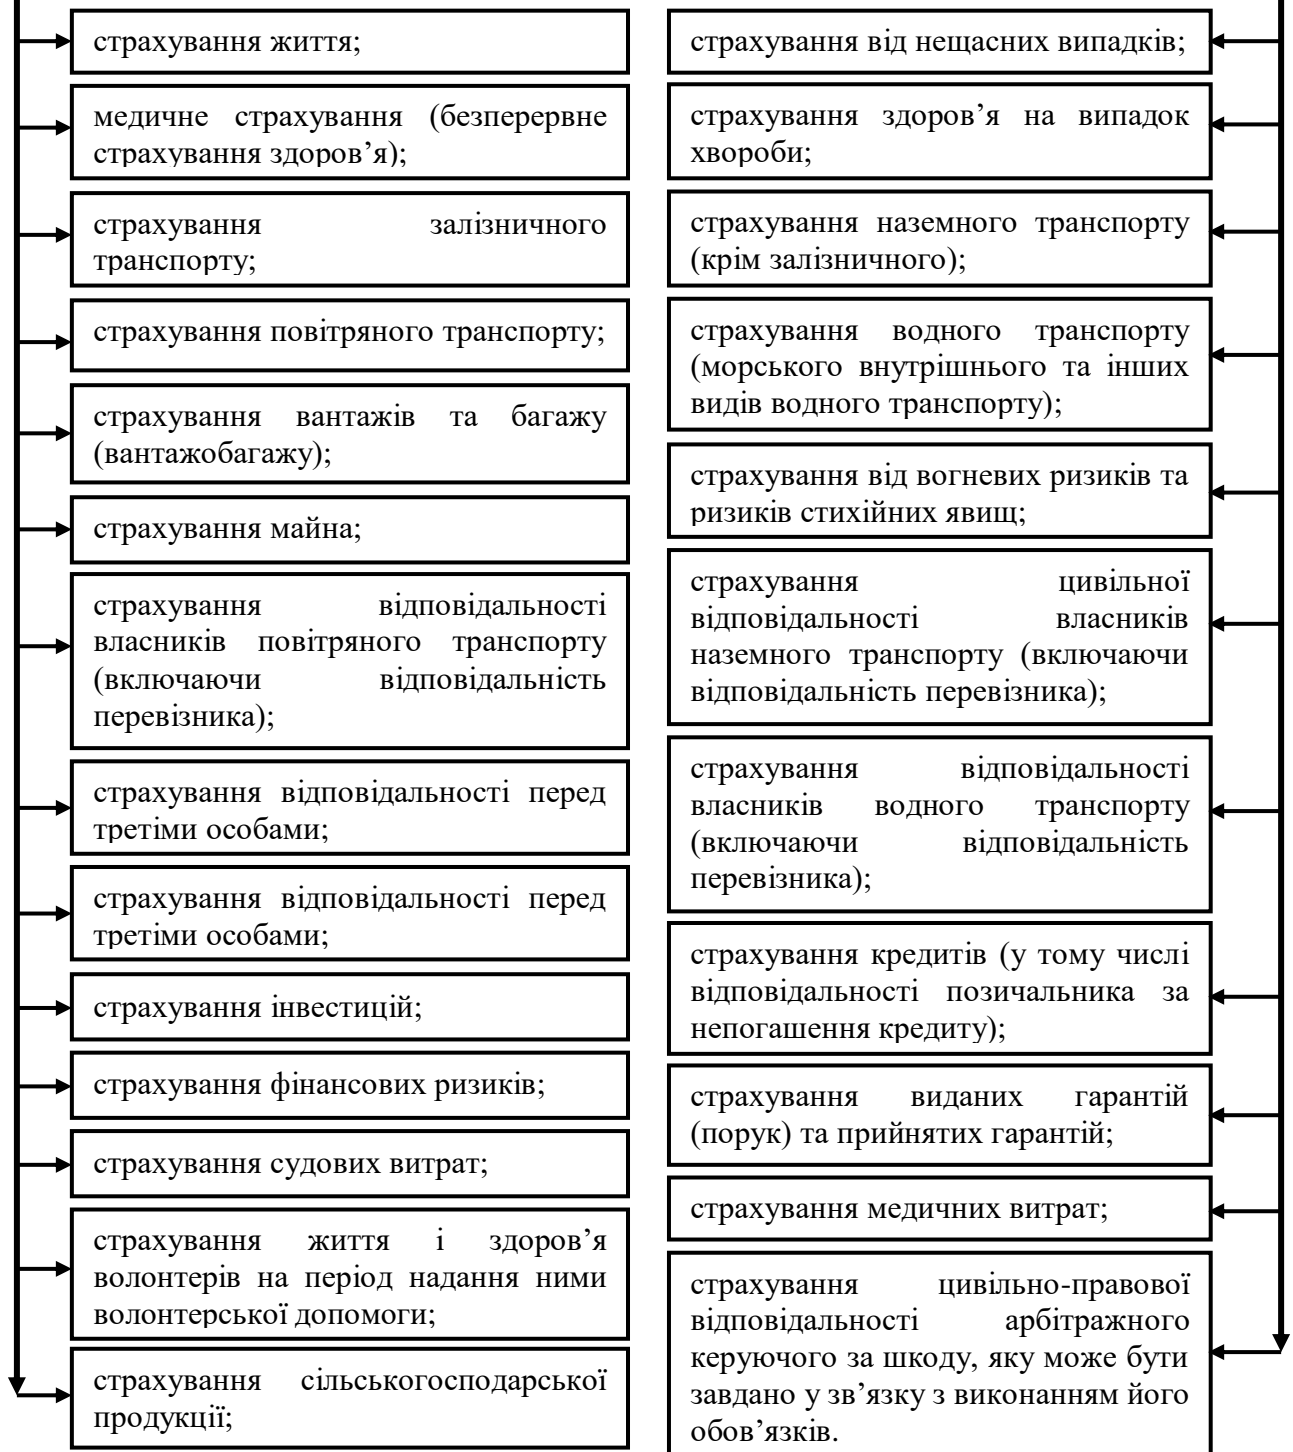 страхування життя;
медичне страхування (безперервне
страхування здоров’я);
страхування залізничного
транспорту;
страхування повітряного транспорту;
страхування вантажів та багажу
(вантажобагажу);
страхування майна;
страхування відповідальності
власників повітряного транспорту
(включаючи відповідальність
перевізника);
страхування відповідальності перед
третіми особами;
страхування відповідальності перед
третіми особами;
страхування інвестицій;
страхування фінансових ризиків;
страхування судових витрат;
страхування життя і здоров’я
волонтерів на період надання ними
волонтерської допомоги;
страхування сільськогосподарської
продукції;
страхування від нещасних випадків;
страхування здоров’я на випадок
хвороби;
страхування наземного транспорту
(крім залізничного);
страхування водного транспорту
(морського внутрішнього та інших
видів водного транспорту);
страхування від вогневих ризиків та
ризиків стихійних явищ;
страхування цивільної
відповідальності власників
наземного транспорту (включаючи
відповідальність перевізника);
страхування відповідальності
власників водного транспорту
(включаючи відповідальність
перевізника);
страхування кредитів (у тому числі
відповідальності позичальника за
непогашення кредиту);
страхування виданих гарантій
(порук) та прийнятих гарантій;
страхування медичних витрат;
страхування цивільно-правової
відповідальності арбітражного
керуючого за шкоду, яку може бути
завдано у зв’язку з виконанням його
обов’язків.